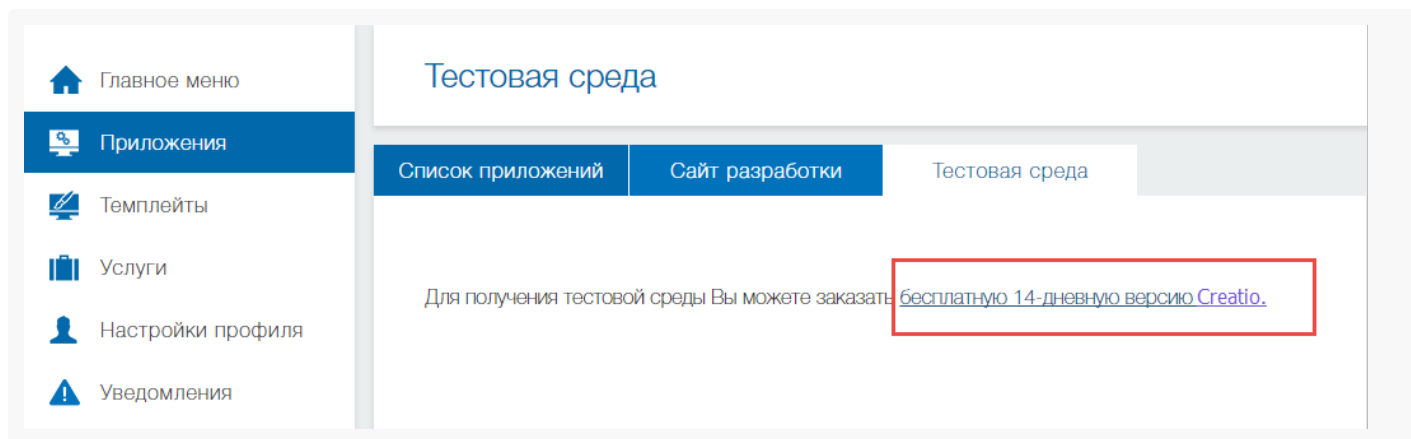 Главное меню
Приложения
Темплейты
Услуги
Настройки профиля
Уведомления
Тестовая среда
Список приложений
Сайт разработки
Тестовая среда
Для получения тестовой среды Вы можете заказать бесплатную 14-дневную версию Creatio.